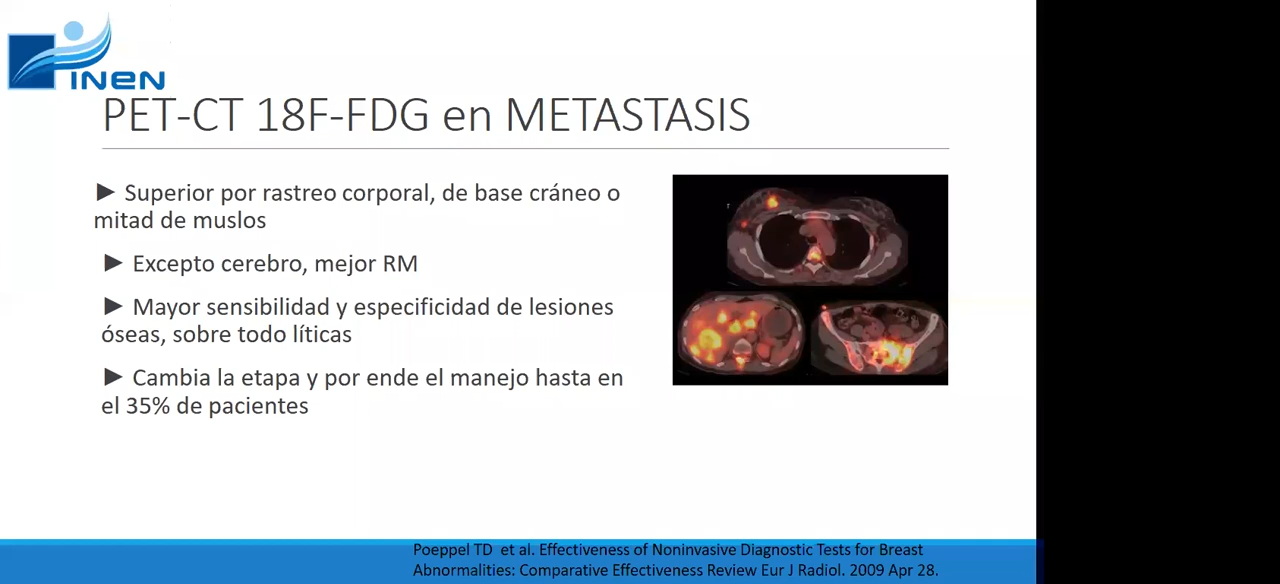 INEN
PET-CT 18F-FDG en METASTASIS
► Superior por rastreo corporal, de base cráneo o
mitad de muslos
► Excepto cerebro, mejor RM
► Mayor sensibilidad y especificidad de lesiones
óseas, sobre todo líticas
► Cambia la etapa y por ende el manejo hasta en
el 35% de pacientes
Poeppel TD et al. Effectiveness of Noninvasive Diagnostic Tests for Breast
Abnormalities: Comparative Effectiveness Review Eur J Radiol. 2009 Apr 28.